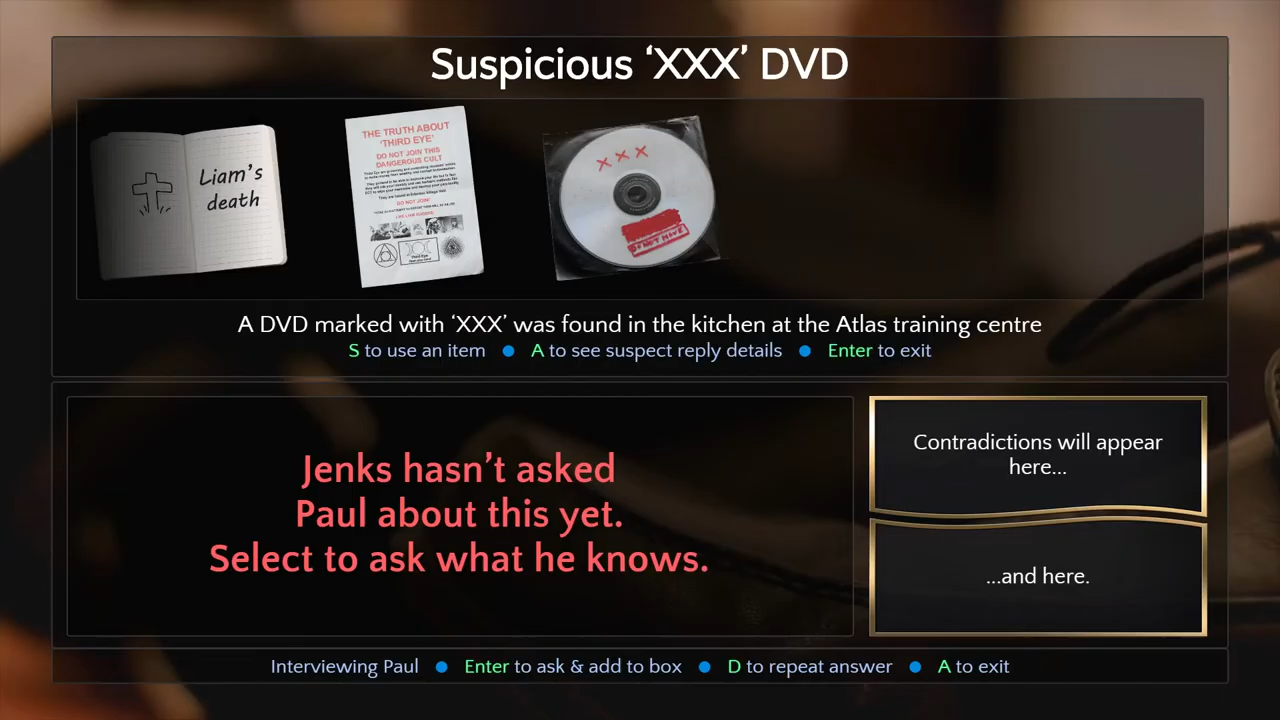 Suspicious ‘XXX’ DVD
Liam’s
death
THE TRUTH ABOUT
‘THIRD EYE’
DO NOT JOIN THIS
DANGEROUS CULT
DO NOT JOIN!
XXX
A DVD marked with ‘XXX’ was found in the kitchen at the Atlas training centre
S to use an item ● A to see suspect reply details ● Enter to exit
Jenks hasn’t asked
Paul about this yet.
Select to ask what he knows.
Contradictions will appear
here...
...and here.
Interviewing Paul ● Enter to ask & add to box ● D to repeat answer ● A to exit